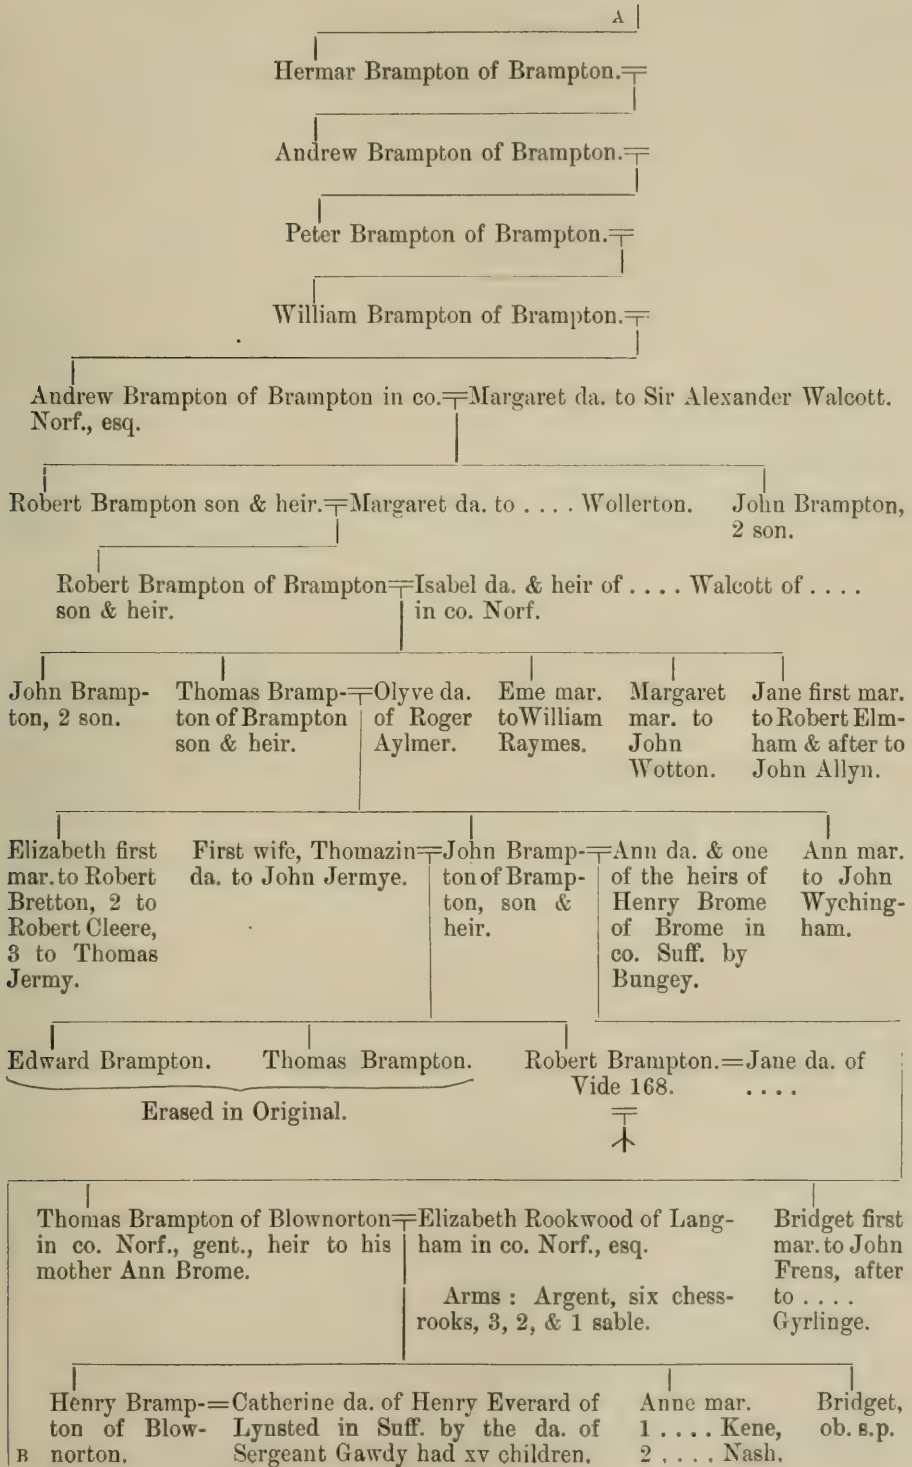 A
Hermar Brampton of Brampton.
Andrew Brampton of Brampton.
Peter Brampton of Brampton.
William Brampton of Brampton.
Andrew Brampton of Brampton in co.
Norf., esq.
Margaret da. to Sir Alexander Walcott.
Robert Brampton son & heir.
Margaret da. to . . . . Wollerton.
John Brampton,
2 son.
Robert Brampton of Brampton
son & heir.
Isabel da. & heir of . . . . Walcott of . . . .
in co. Norf.
John Bramp-
ton, 2 son.
Thomas Bramp-
ton of Brampton
son & heir.
Olyve da.
of Roger
Aylmer.
Eme mar.
to William
Raymes.
Margaret
mar. to
John
Wotton.
Jane first mar.
to Robert Elm-
ham & after to
John Allyn.
Elizabeth first
mar. to Robert
Bretton, 2 to
Robert Cleere,
3 to Thomas
Jermy.
First wife, Thomazin
da. to John Jermye.
John Bramp-
ton of Bramp-
ton, son &
heir.
Ann da. & one
of the heirs of
Henry Brome
of Brome in
co. Suff. by
Bungey.
Ann mar.
to John
Wyching-
ham.
Edward Brampton.
Thomas Brampton.
Erased in Original.
Robert Brampton.=Jane da. of
Vide 168. . . . .
Thomas Brampton of Blownorton
in co. Norf., gent., heir to his
mother Ann Brome.
Elizabeth Rookwood of Lang-
ham in co. Norf., esq.
Arms : Argent, six chess-
rooks, 3, 2, & 1 sable.
Bridget first
mar. to John
Frens, after
to . . . .
Gyrlinge.
Henry Bramp-
ton of Blow-
norton.
=Catherine da. of Henry Everard of
Lynsted in Suff. by the da. of
Sergeant Gawdy had xv children.
Anne mar.
1 . . . . Kene,
2 . . . . Nash.
Bridget,
ob. s.p.
B